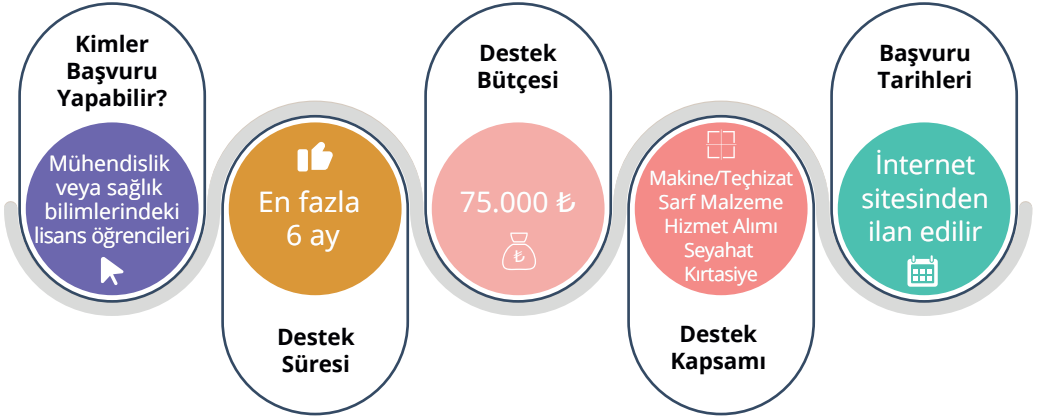 Kimler
Başvuru
Yapabilir?
Mühendislik
veya sağlık
bilimlerindeki
lisans öğrencileri
En fazla
6 ay
Destek
Süresi
Destek
Bütçesi
75.000 ₺
₺
Makine/Teçhizat
Sarf Malzeme
Hizmet Alımı
Seyahat
Kırtasiye
Destek
Kapsamı
Başvuru
Tarihleri
İnternet
sitesinden
ilan edilir